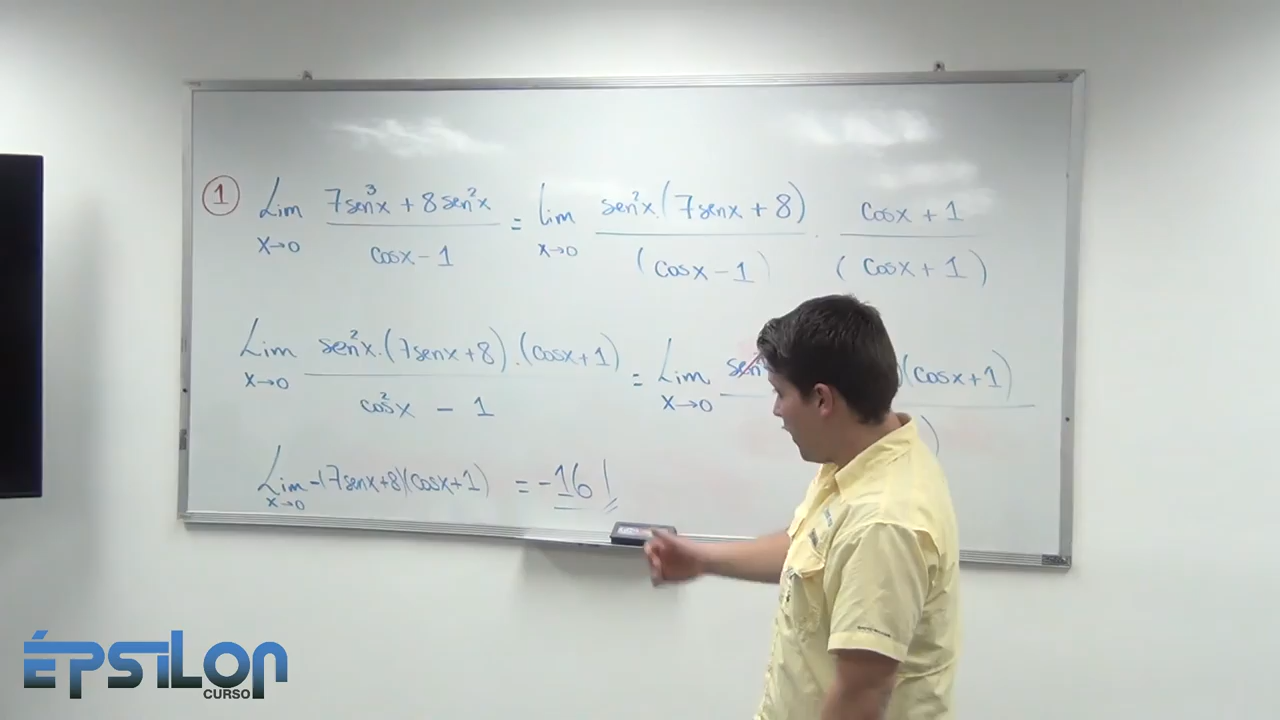 1 Lim x→0 7sen³x + 8sen²x / cosx - 1 = Lim x→0 sen²x.(7senx + 8) / (cosx - 1) . cosx + 1 / (cosx + 1)
Lim x→0 sen²x.(7senx+8).(cosx+1) / cos²x - 1 = Lim x→0 sen (cosx+1) / )
Lim x→0 -(7senx+8)(cosx+1) = -16!
ÉPSILON
CURSO